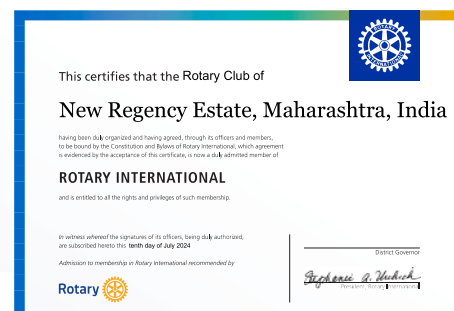 ROTARY
INTERNATIONAL
This certifies that the Rotary Club of
New Regency Estate, Maharashtra, India
having been duly organized and having agreed, through its officers and members,
to be bound by the Constitution and Bylaws of Rotary International, which agreement
is evidenced by the acceptance of this certificate, is now a duly admitted member of
ROTARY INTERNATIONAL
and is entitled to all the rights and privileges of such membership.
In witness whereof the signatures of its officers, being duly authorized,
are subscribed hereto this tenth day of July 2024
Admission to membership in Rotary International recommended by
Rotary
District Governor
Stephanie A. Urchick
President, Rotary International